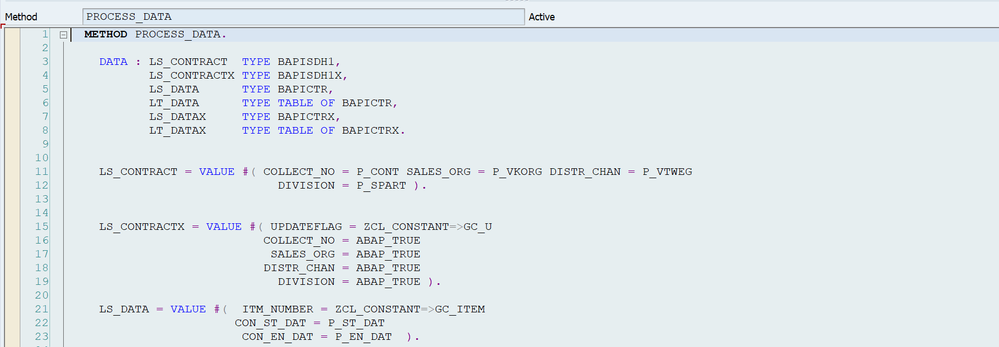 Method PROCESS_DATA Active
1 METHOD PROCESS_DATA.
2
3 DATA : LS_CONTRACT TYPE BAPISDH1,
4 LS_CONTRACTX TYPE BAPISDH1X,
5 LS_DATA TYPE BAPICTR,
6 LT_DATA TYPE TABLE OF BAPICTR,
7 LS_DATAX TYPE BAPICTRX,
8 LT_DATAX TYPE TABLE OF BAPICTRX.
9
10
11 LS_CONTRACT = VALUE #( COLLECT_NO = P_CONT SALES_ORG = P_VKORG DISTR_CHAN = P_VTWEG
12 DIVISION = P_SPART ).
13
14
15 LS_CONTRACTX = VALUE #( UPDATEFLAG = ZCL_CONSTANT=>GC_U
16 COLLECT_NO = ABAP_TRUE
17 SALES_ORG = ABAP_TRUE
18 DISTR_CHAN = ABAP_TRUE
19 DIVISION = ABAP_TRUE ).
20
21 LS_DATA = VALUE #( ITM_NUMBER = ZCL_CONSTANT=>GC_ITEM
22 CON_ST_DAT = P_ST_DAT
23 CON_EN_DAT = P_EN_DAT ).